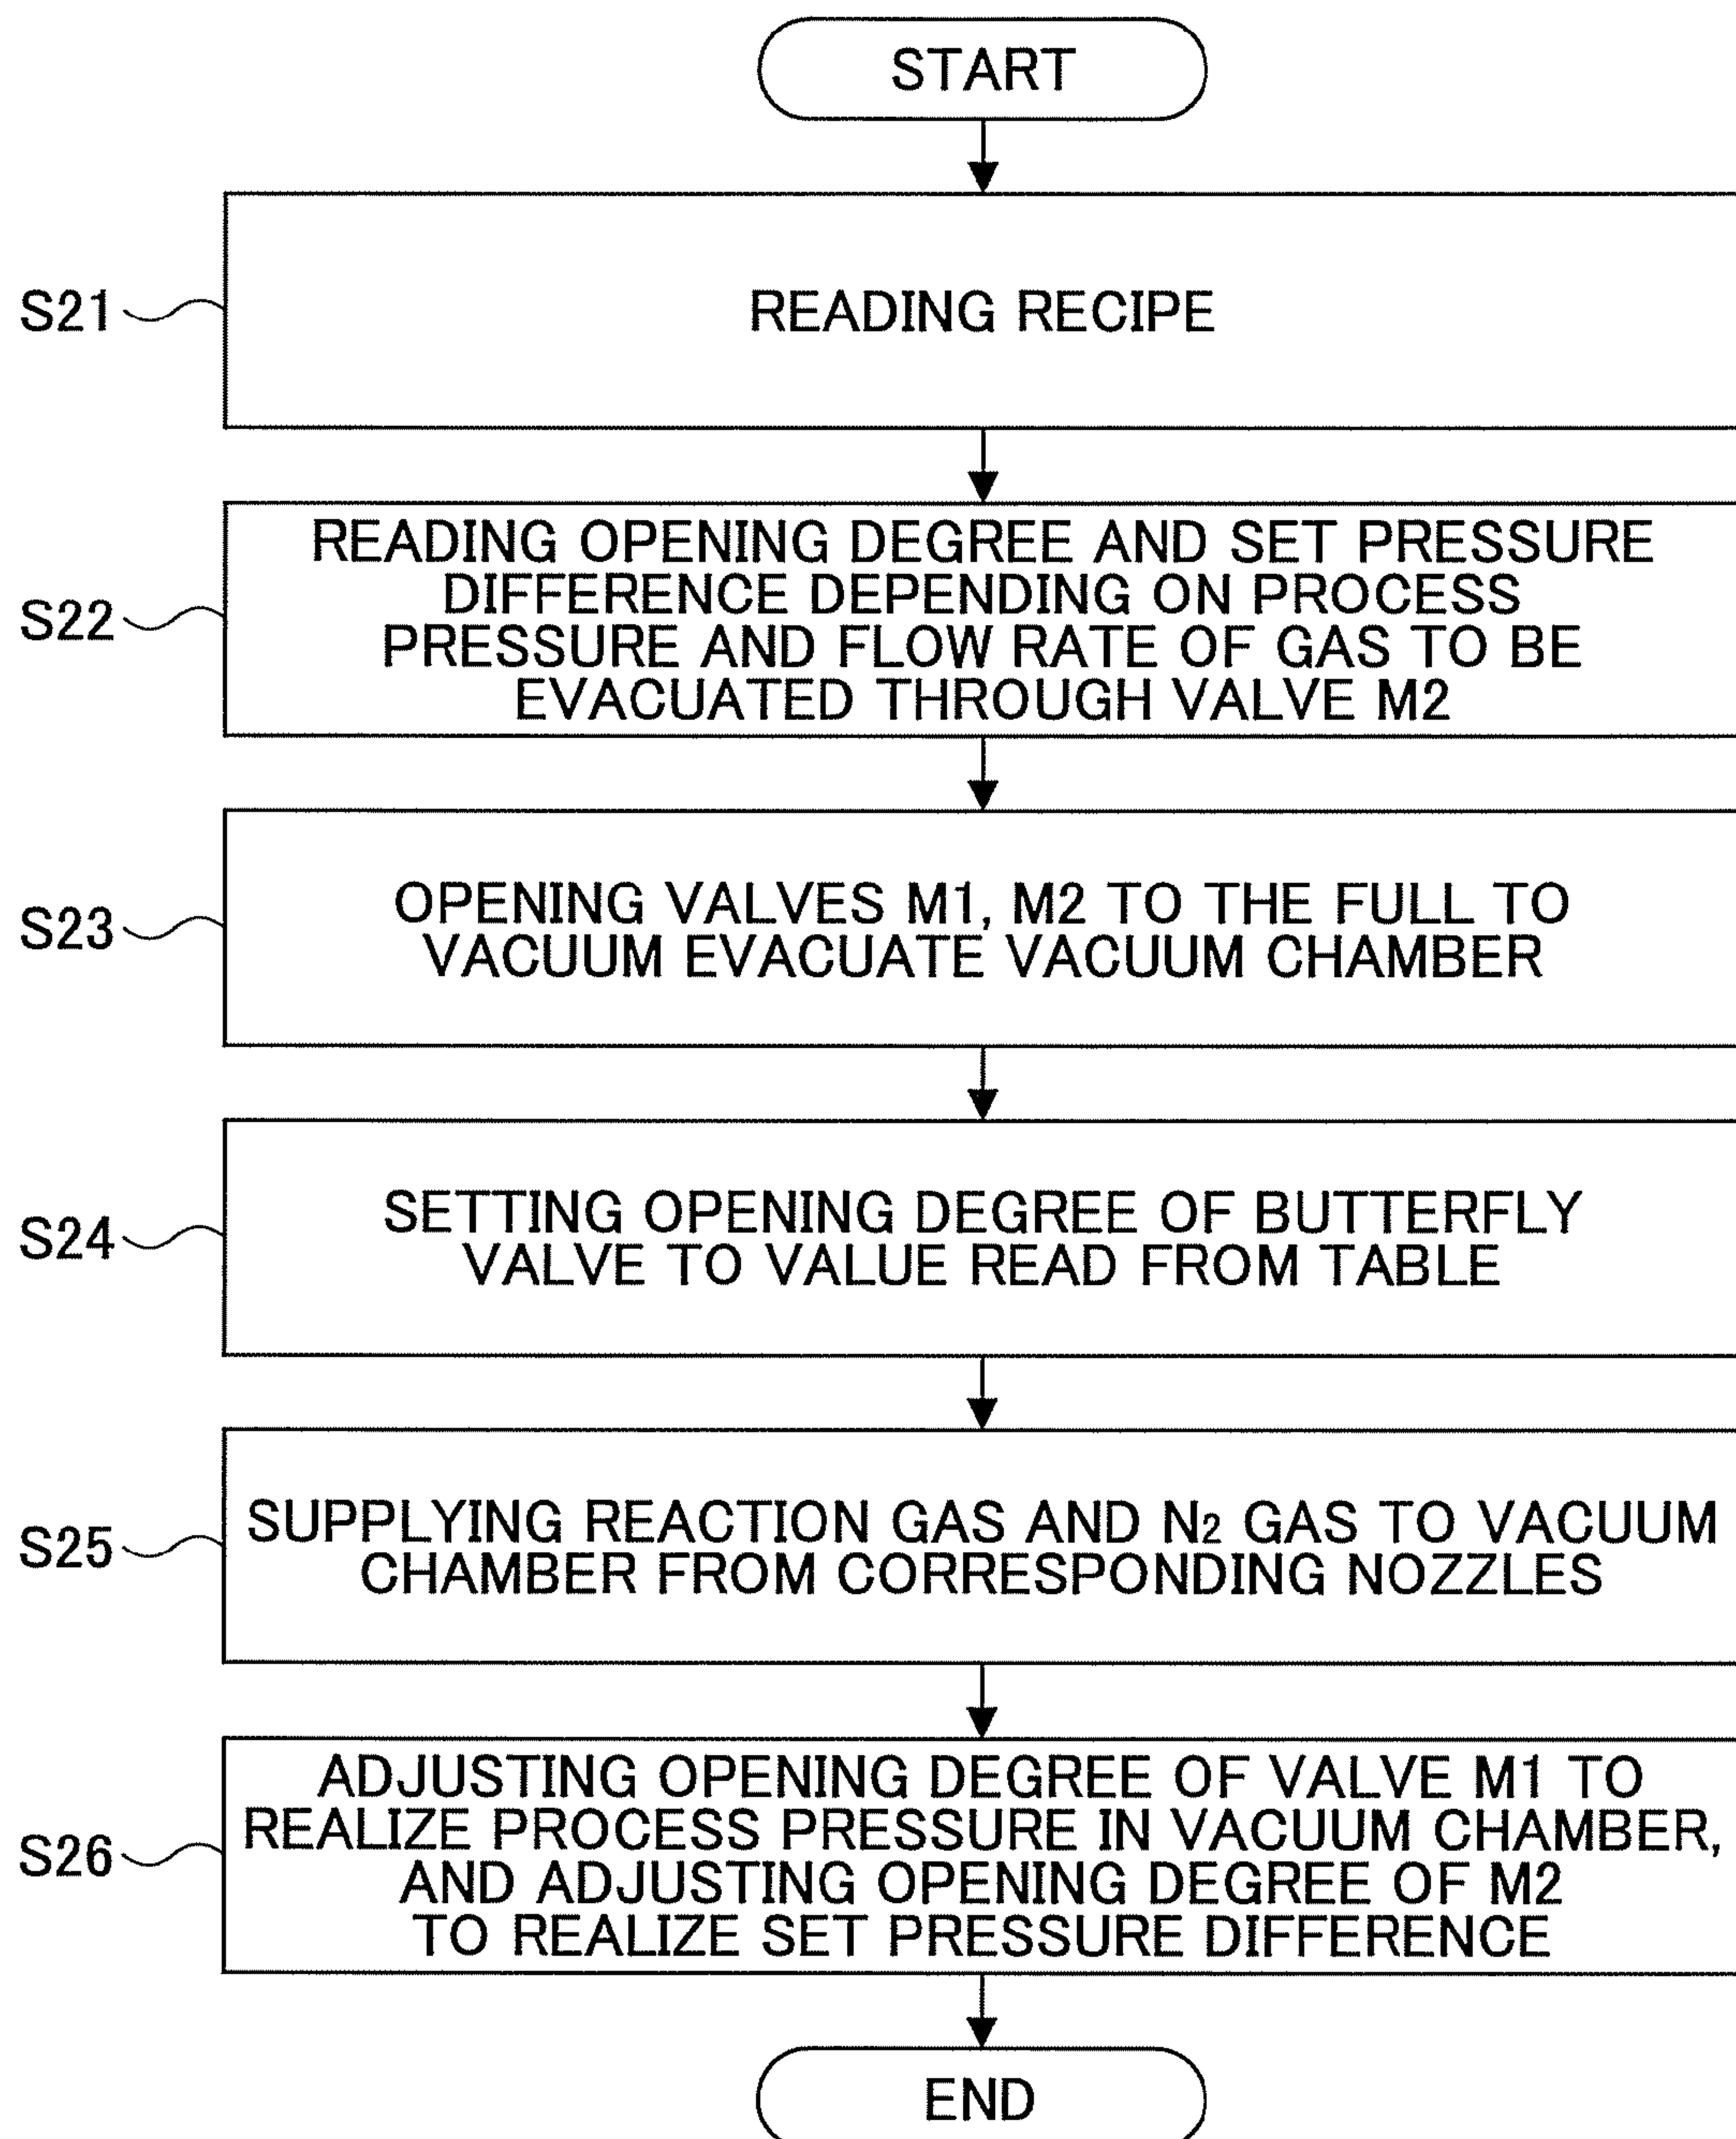 START
S21
READING RECIPE
S22
READING OPENING DEGREE AND SET PRESSURE
DIFFERENCE DEPENDING ON PROCESS
PRESSURE AND FLOW RATE OF GAS TO BE
EVACUATED THROUGH VALVE M2
S23
OPENING VALVES M1, M2 TO THE FULL TO
VACUUM EVACUATE VACUUM CHAMBER
S24
SETTING OPENING DEGREE OF BUTTERFLY
VALVE TO VALUE READ FROM TABLE
S25
SUPPLYING REACTION GAS AND N₂ GAS TO VACUUM
CHAMBER FROM CORRESPONDING NOZZLES
S26
ADJUSTING OPENING DEGREE OF VALVE M1 TO
REALIZE PROCESS PRESSURE IN VACUUM CHAMBER,
AND ADJUSTING OPENING DEGREE OF M2
TO REALIZE SET PRESSURE DIFFERENCE
END